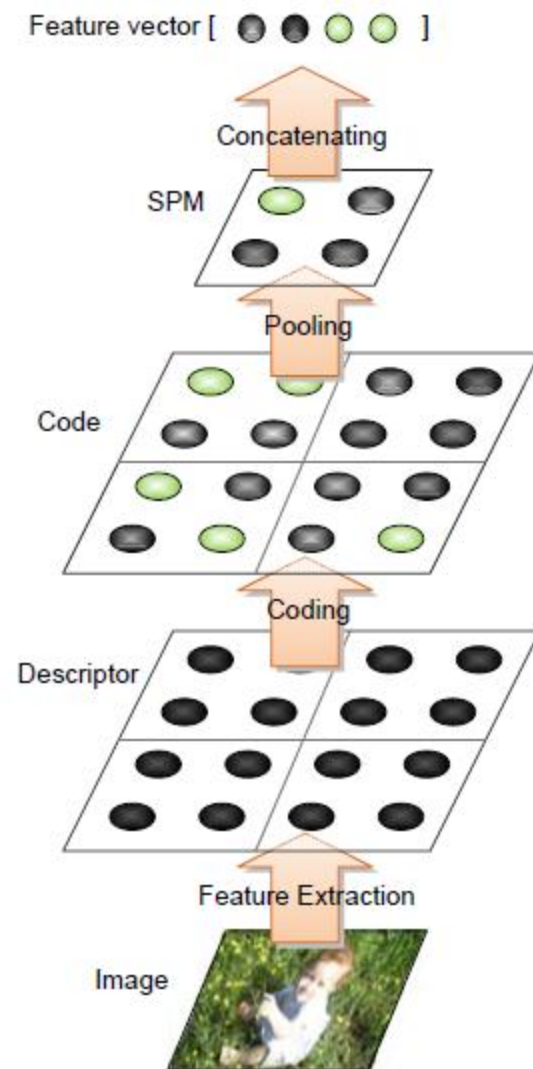 Feature vector [ ]
Concatenating
SPM
Pooling
Code
Coding
Descriptor
Feature Extraction
Image